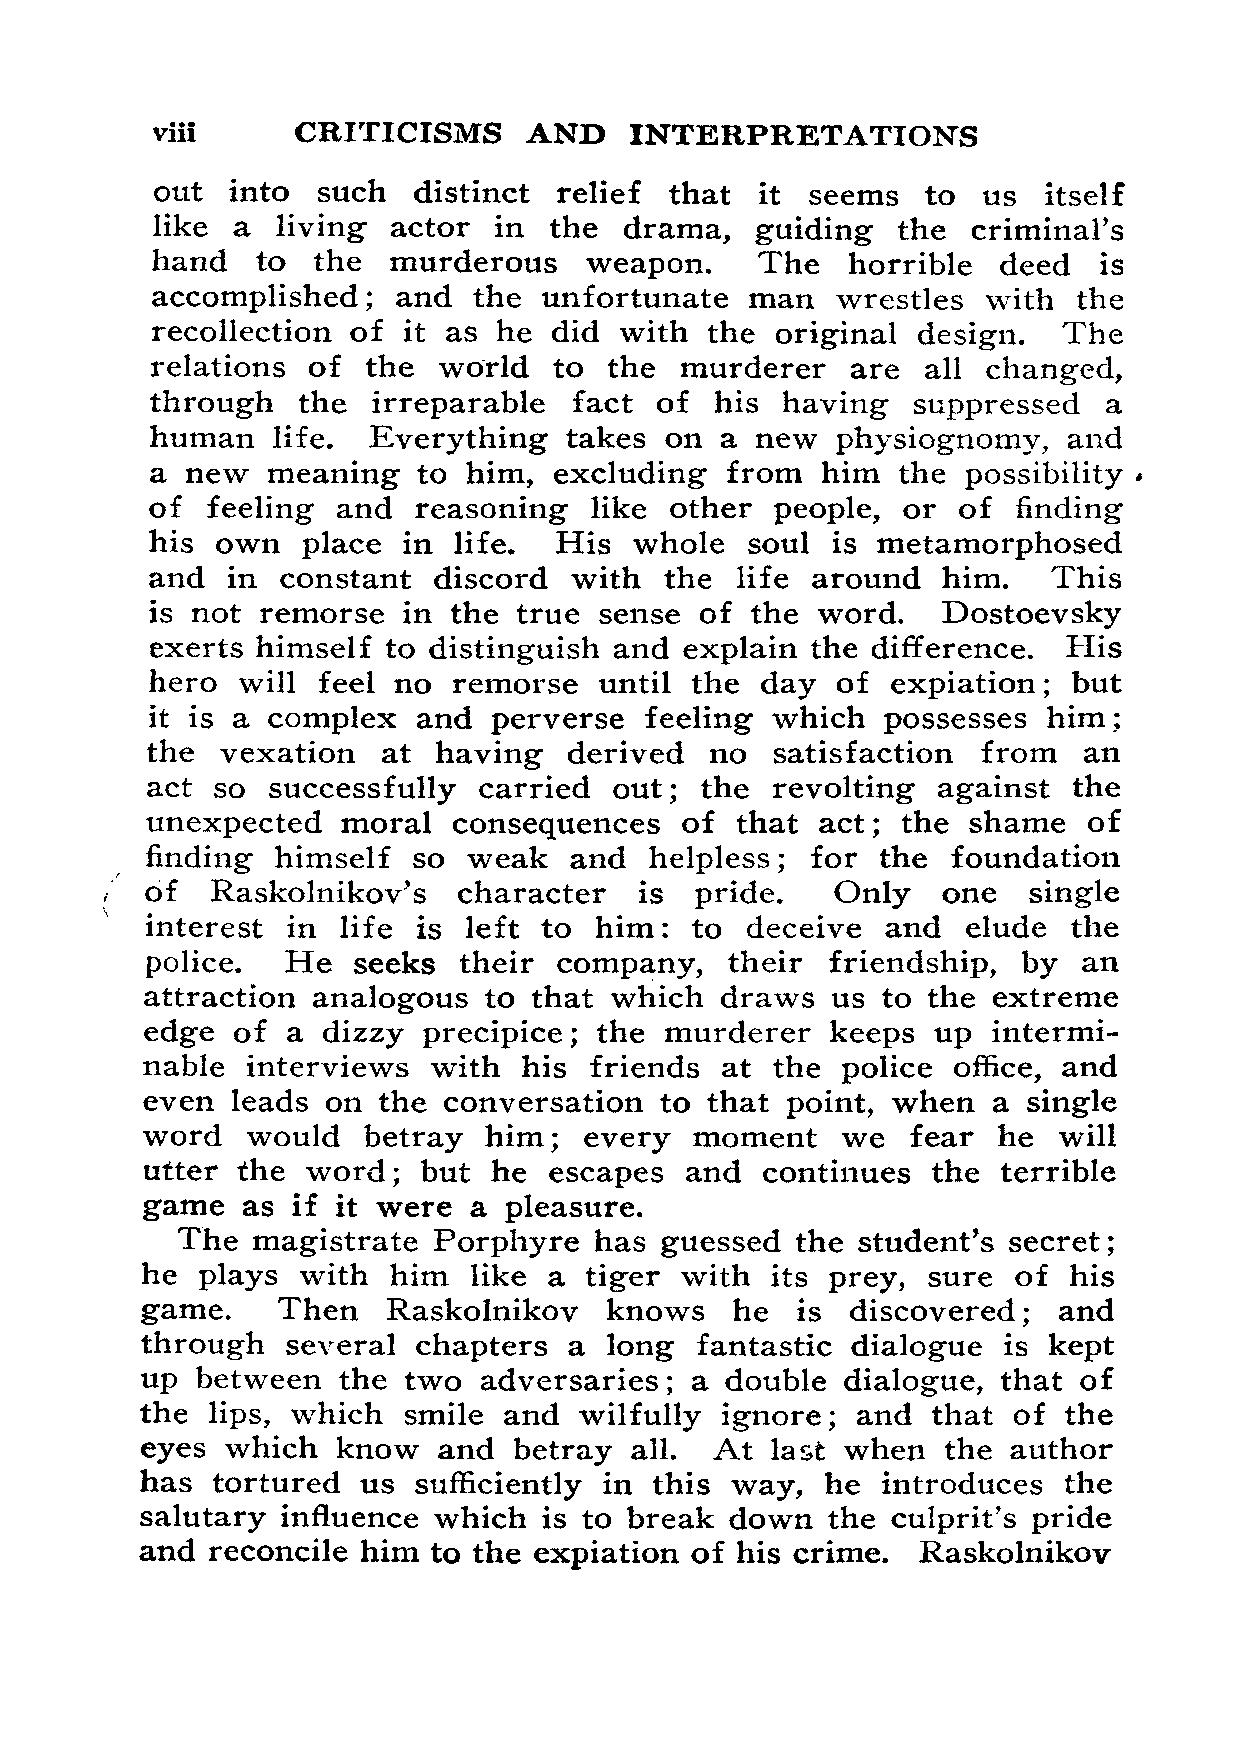 viii CRITICISMS AND INTERPRETATIONS
out into such distinct relief that it seems to us itself
like a living actor in the drama, guiding the criminal's
hand to the murderous weapon. The horrible deed is
accomplished; and the unfortunate man wrestles with the
recollection of it as he did with the original design. The
relations of the world to the murderer are all changed,
through the irreparable fact of his having suppressed a
human life. Everything takes on a new physiognomy, and
a new meaning to him, excluding from him the possibility
of feeling and reasoning like other people, or of finding
his own place in life. His whole soul is metamorphosed
and in constant discord with the life around him. This
is not remorse in the true sense of the word. Dostoevsky
exerts himself to distinguish and explain the difference. His
hero will feel no remorse until the day of expiation; but
it is a complex and perverse feeling which possesses him;
the vexation at having derived no satisfaction from an
act so successfully carried out; the revolting against the
unexpected moral consequences of that act; the shame of
finding himself so weak and helpless; for the foundation
of Raskolnikov's character is pride. Only one single
interest in life is left to him: to deceive and elude the
police. He seeks their company, their friendship, by an
attraction analogous to that which draws us to the extreme
edge of a dizzy precipice; the murderer keeps up intermi-
nable interviews with his friends at the police office, and
even leads on the conversation to that point, when a single
word would betray him; every moment we fear he will
utter the word; but he escapes and continues the terrible
game as if it were a pleasure.
The magistrate Porphyre has guessed the student's secret;
he plays with him like a tiger with its prey, sure of his
game. Then Raskolnikov knows he is discovered; and
through several chapters a long fantastic dialogue is kept
up between the two adversaries; a double dialogue, that of
the lips, which smile and wilfully ignore; and that of the
eyes which know and betray all. At last when the author
has tortured us sufficiently in this way, he introduces the
salutary influence which is to break down the culprit's pride
and reconcile him to the expiation of his crime. Raskolnikov